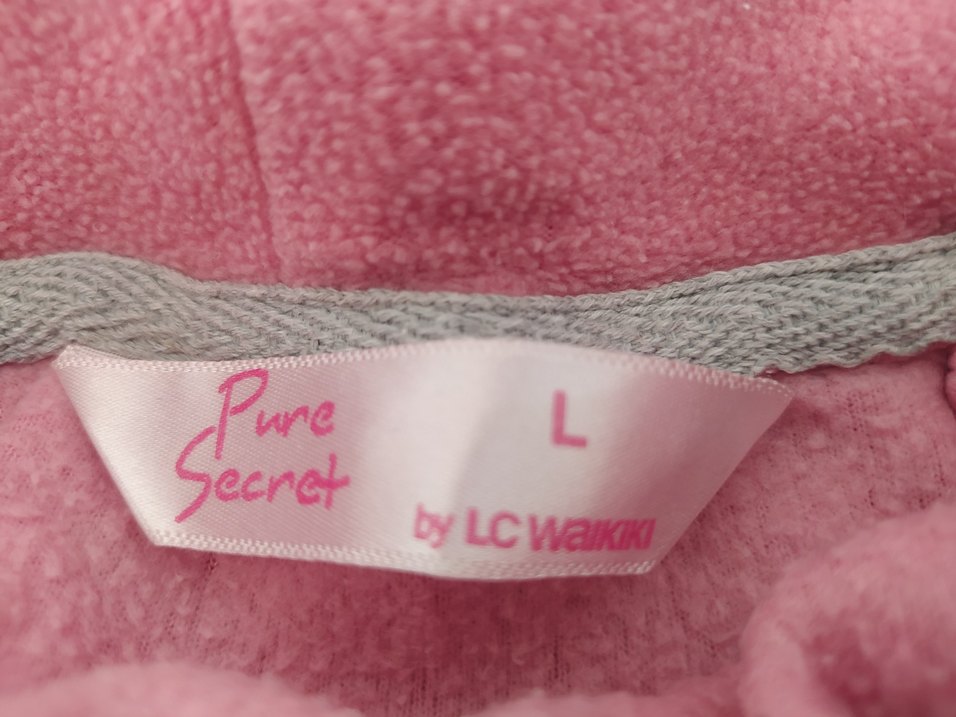 Pure
Secret
L
by LC Waikiki